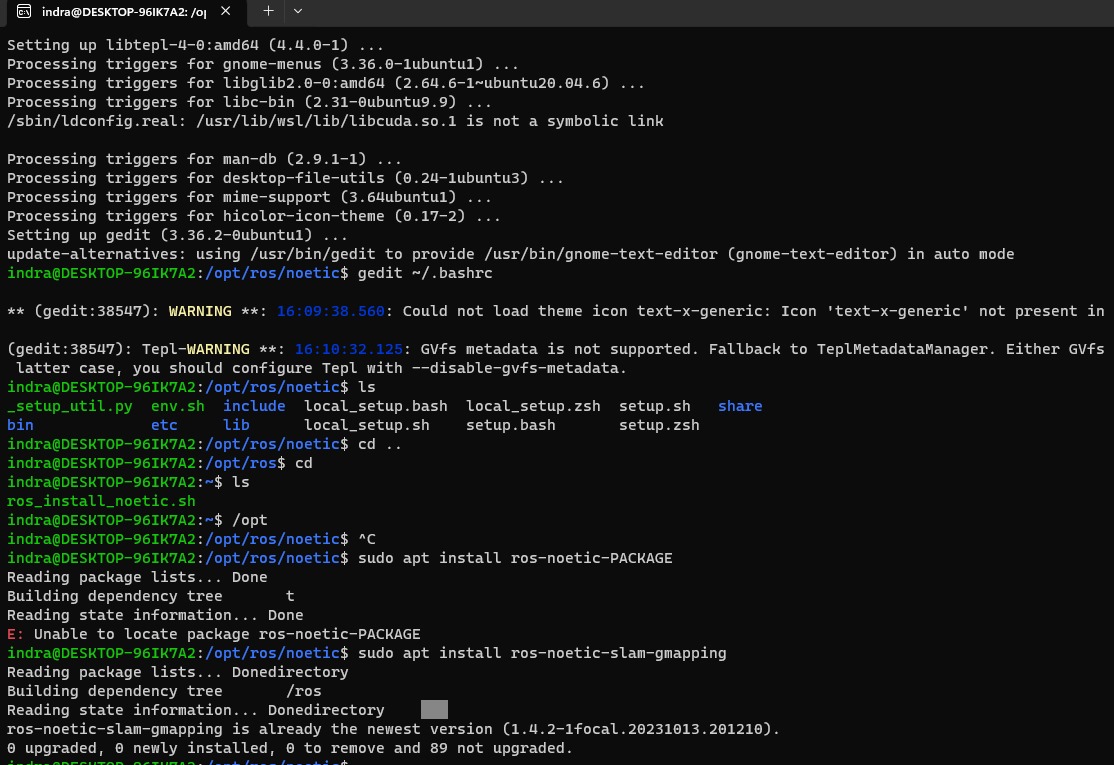 indra@DESKTOP-96IK7A2: /o
Setting up libtepl-4-0:amd64 (4.4.0-1) ...
Processing triggers for gnome-menus (3.36.0-1ubuntu1) ...
Processing triggers for libglib2.0-0:amd64 (2.64.6-1~ubuntu20.04.6) ...
Processing triggers for libc-bin (2.31-0ubuntu9.9) ...
/sbin/ldconfig.real: /usr/lib/wsl/lib/libcuda.so.1 is not a symbolic link
Processing triggers for man-db (2.9.1-1) ...
Processing triggers for desktop-file-utils (0.24-1ubuntu3) ...
Processing triggers for mime-support (3.64ubuntu1) ...
Processing triggers for hicolor-icon-theme (0.17-2) ...
Setting up gedit (3.36.2-0ubuntu1) ...
update-alternatives: using /usr/bin/gedit to provide /usr/bin/gnome-text-editor (gnome-text-editor) in auto mode
indra@DESKTOP-96IK7A2:/opt/ros/noetic$ gedit ~/.bashrc
** (gedit:38547): WARNING **: 16:09:38.560: Could not load theme icon text-x-generic: Icon 'text-x-generic' not present in
(gedit:38547): Tepl-WARNING **: 16:10:32.125: GVfs metadata is not supported. Fallback to TeplMetadataManager. Either GVfs
latter case, you should configure Tepl with --disable-gvfs-metadata.
indra@DESKTOP-96IK7A2:/opt/ros/noetic$ ls
_setup_util.py env.sh include local_setup.bash local_setup.zsh setup.sh share
bin etc lib local_setup.sh setup.bash setup.zsh
indra@DESKTOP-96IK7A2:/opt/ros/noetic$ cd ..
indra@DESKTOP-96IK7A2:/opt/ros$ cd
indra@DESKTOP-96IK7A2:~$ ls
ros_install_noetic.sh
indra@DESKTOP-96IK7A2:~$ /opt
indra@DESKTOP-96IK7A2:/opt/ros/noetic$ ^C
indra@DESKTOP-96IK7A2:/opt/ros/noetic$ sudo apt install ros-noetic-PACKAGE
Reading package lists... Done
Building dependency tree t
Reading state information... Done
E: Unable to locate package ros-noetic-PACKAGE
indra@DESKTOP-96IK7A2:/opt/ros/noetic$ sudo apt install ros-noetic-slam-gmapping
Reading package lists... Donedirectory
Building dependency tree /ros
Reading state information... Donedirectory
ros-noetic-slam-gmapping is already the newest version (1.4.2-1focal.20231013.201210).
0 upgraded, 0 newly installed, 0 to remove and 89 not upgraded.